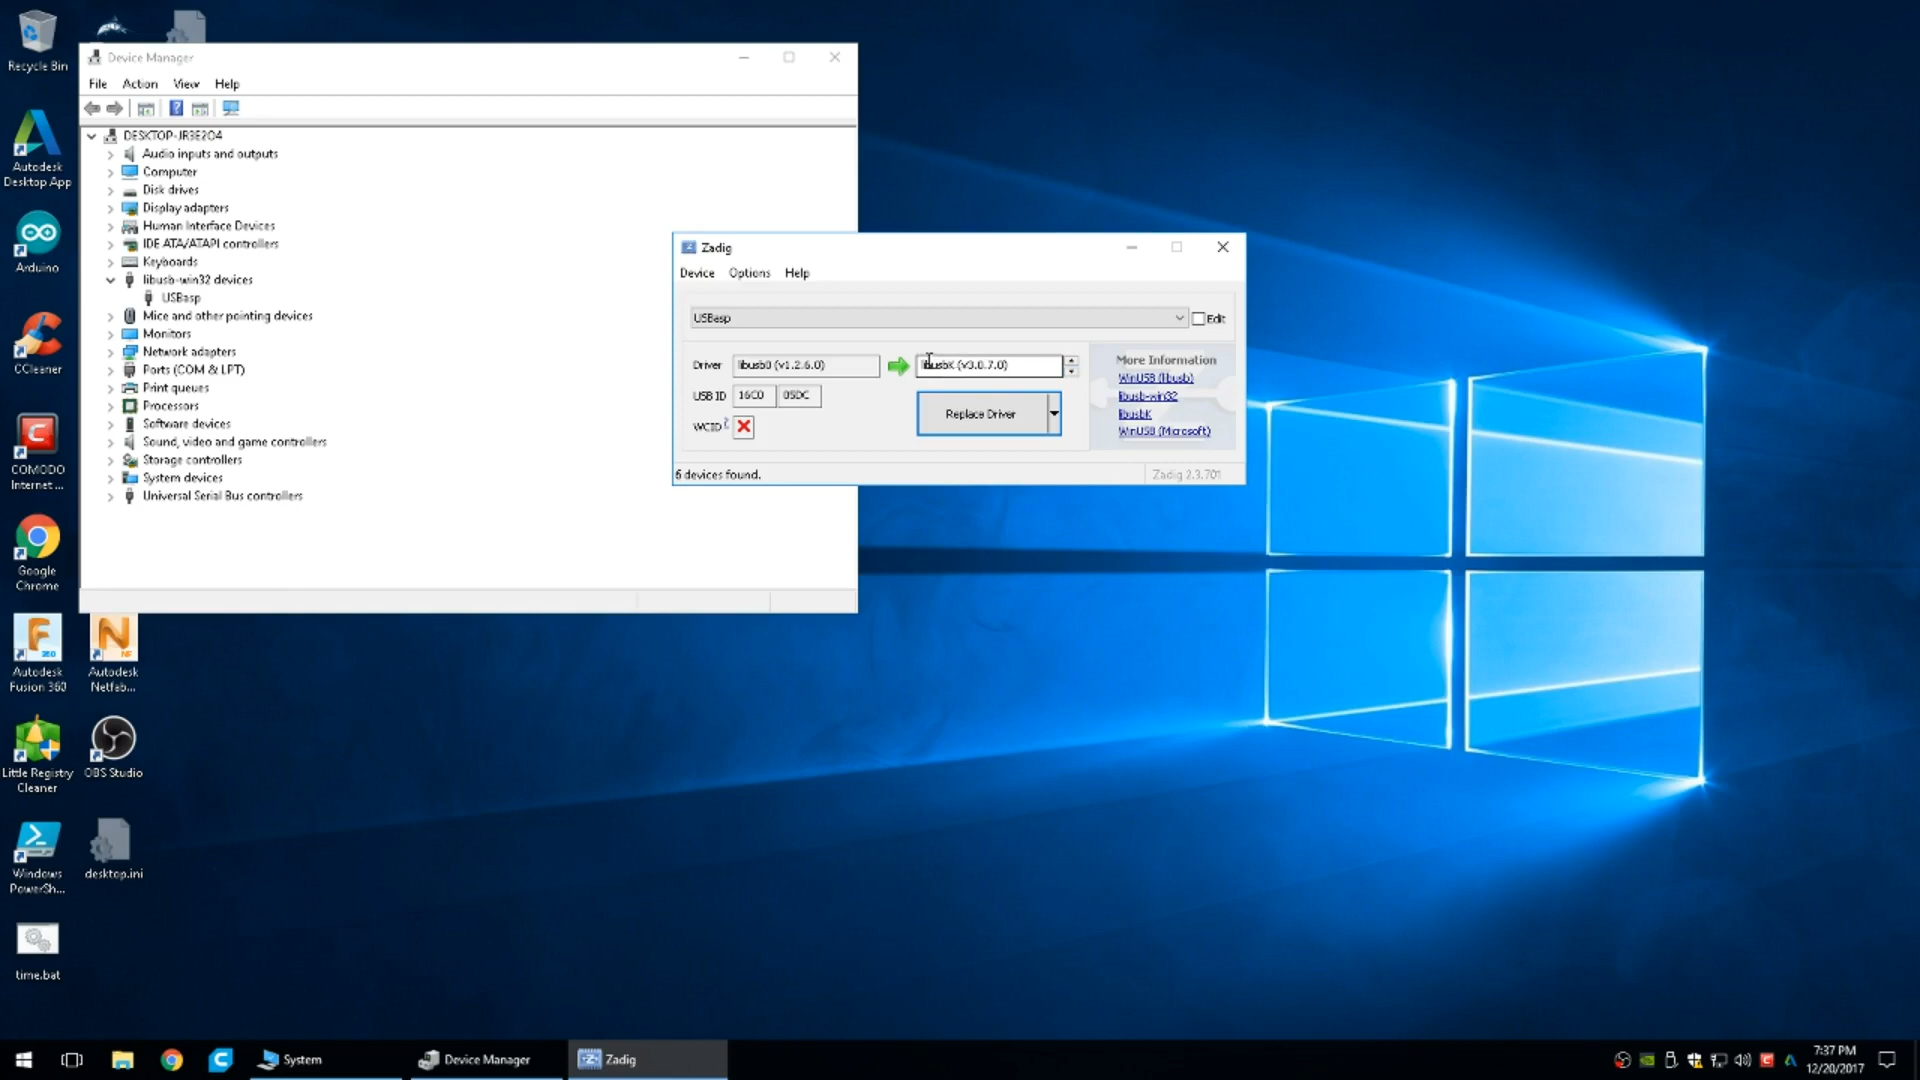 Recycle Bin
Autodesk
Desktop App
Arduino
CCleaner
COMODO
Internet ...
Google
Chrome
Autodesk
Fusion 360
Autodesk
Netfab...
Little Registry
Cleaner
OBS Studio
Windows
PowerSh...
desktop.ini
time.bat
Device Manager
File Action View Help
DESKTOP-JR3E2O4
Audio inputs and outputs
Computer
Disk drives
Display adapters
Human Interface Devices
IDE ATA/ATAPI controllers
Keyboards
libusb-win32 devices
USBasp
Mice and other pointing devices
Monitors
Network adapters
Ports (COM & LPT)
Print queues
Processors
Software devices
Sound, video and game controllers
Storage controllers
System devices
Universal Serial Bus controllers
Zadig
Device Options Help
USBasp
Edit
Driver libusb0 (v1.2.6.0) libusbK (v3.0.7.0)
USB ID 16C0 05DC
WCID
Replace Driver
More Information
WinUSB (libusb)
libusb-win32
libusbK
WinUSB (Microsoft)
6 devices found.
Zadig 2.3.701
System
Device Manager
Zadig
7:37 PM
12/20/2017